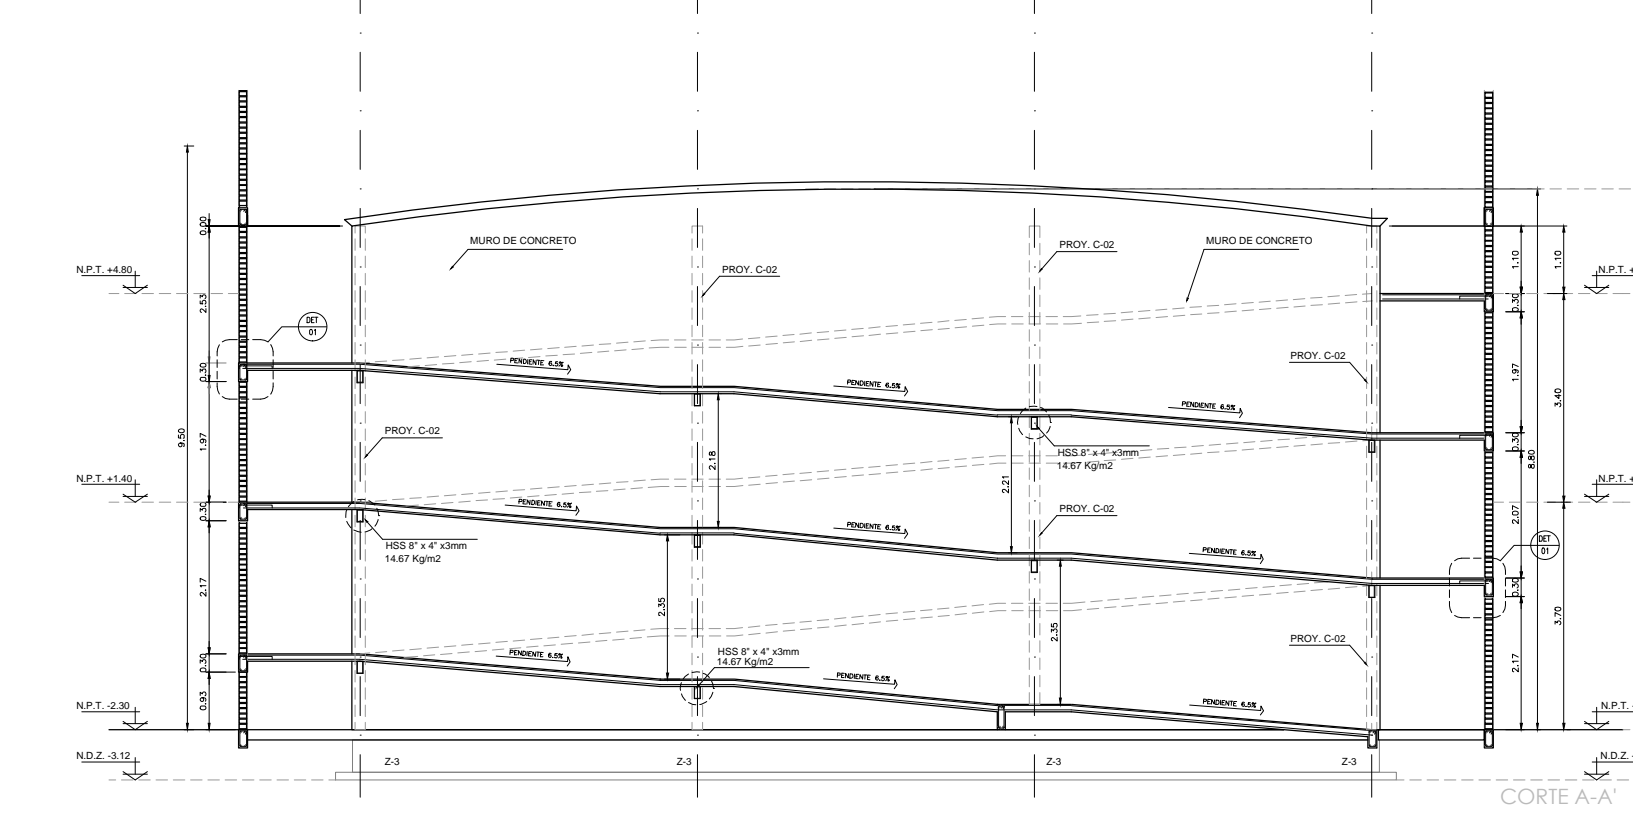 0.00
MURO DE CONCRETO
PROY. C-02
PROY. C-02
MURO DE CONCRETO
1.10
1.10
N.P.T. +4.80
N.P.T. +
2.53
0.30
DET
01
PENDIENTE 6.5%
PROY. C-02
0.30
PENDIENTE 6.5%
1.97
3.40
PENDIENTE 6.5%
9.50
1.97
PROY. C-02
2.18
HSS 8" x 4" x3mm
14.67 Kg/m2
0.30
8.80
N.P.T. +1.40
2.21
N.P.T. +
0.30
PENDIENTE 6.5%
PROY. C-02
2.07
PENDIENTE 6.5%
HSS 8" x 4" x3mm
14.67 Kg/m2
PENDIENTE 6.5%
DET
01
2.17
2.35
2.35
0.30
3.70
0.30
PENDIENTE 6.5%
HSS 8" x 4" x3mm
14.67 Kg/m2
PROY. C-02
2.17
0.93
PENDIENTE 6.5%
PENDIENTE 6.5%
N.P.T. -2.30
N.P.T. -
N.D.Z. -3.12
Z-3
Z-3
Z-3
Z-3
N.D.Z. -
CORTE A-A'